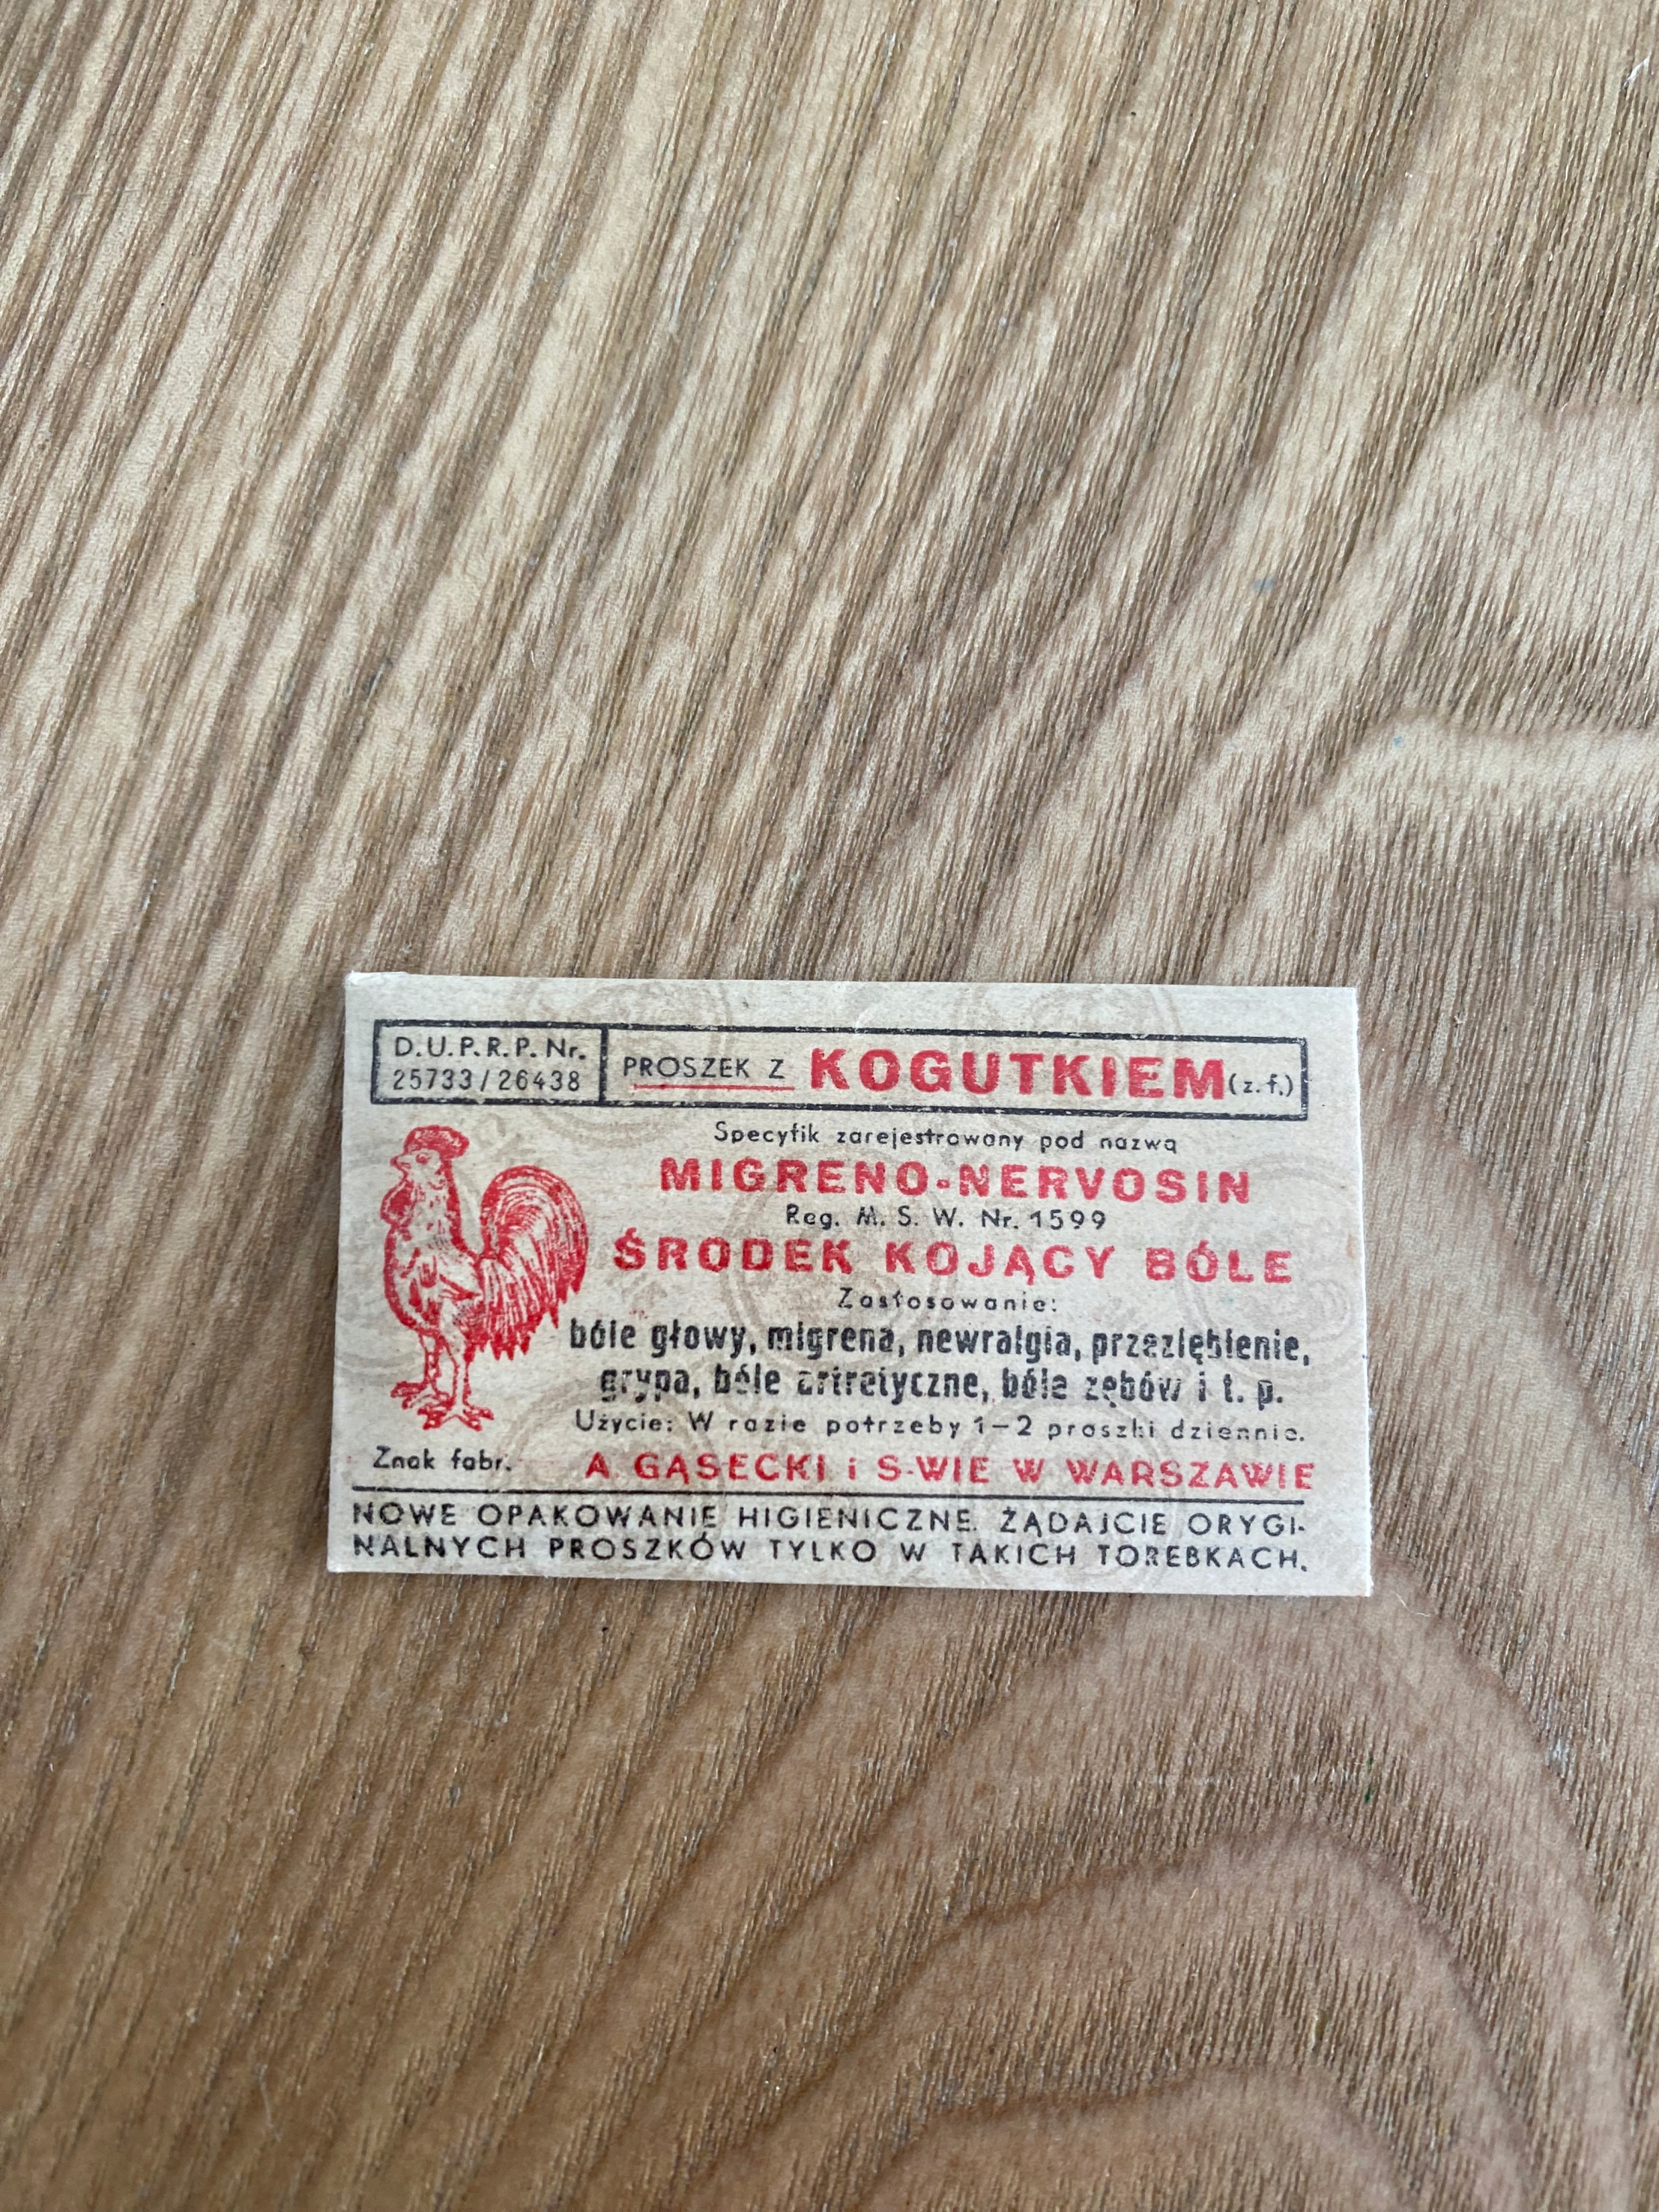 D.U.P.R.P. Nr.
25733/26438
PROSZEK Z KOGUTKIEM (z.f.)
Specyfik zarejestrowany pod nazwą
MIGRENO-NERVOSIN
Reg. M. S. W. Nr. 1599
ŚRODEK KOJĄCY BÓLE
Zastosowanie:
bóle głowy, migrena, newralgia, przeziębienie,
grypa, bóle artretyczne, bóle zębów i t. p.
Użycie: W razie potrzeby 1-2 proszki dziennie.
Znak fabr.
A. GĄSECKI i S-WIE W WARSZAWIE
NOWE OPAKOWANIE HIGIENICZNE. ŻĄDAJCIE ORYGI-
NALNYCH PROSZKÓW TYLKO W TAKICH TOREBKACH.